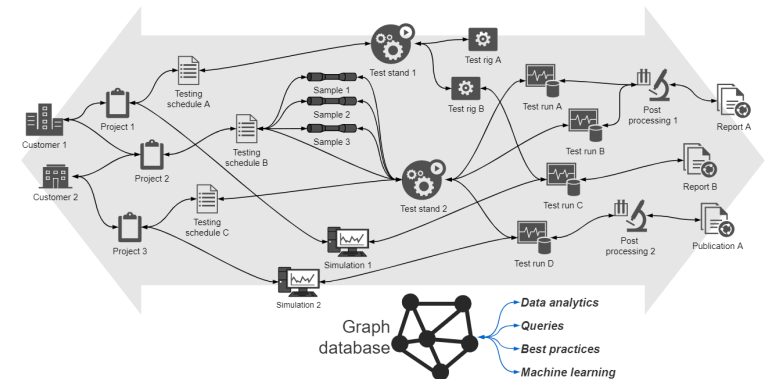 Test stand 1
Test rig A
Testing
schedule A
Sample 1
Sample 2
Sample 3
Test rig B
Test run A
Post
processing 1
Report A
Customer 1
Project 1
Test run B
Testing
schedule B
Project 2
Customer 2
Test stand 2
Test run C
Report B
Testing
schedule C
Project 3
Simulation 1
Test run D
Post
processing 2
Publication A
Simulation 2
Graph
database
Data analytics
Queries
Best practices
Machine learning